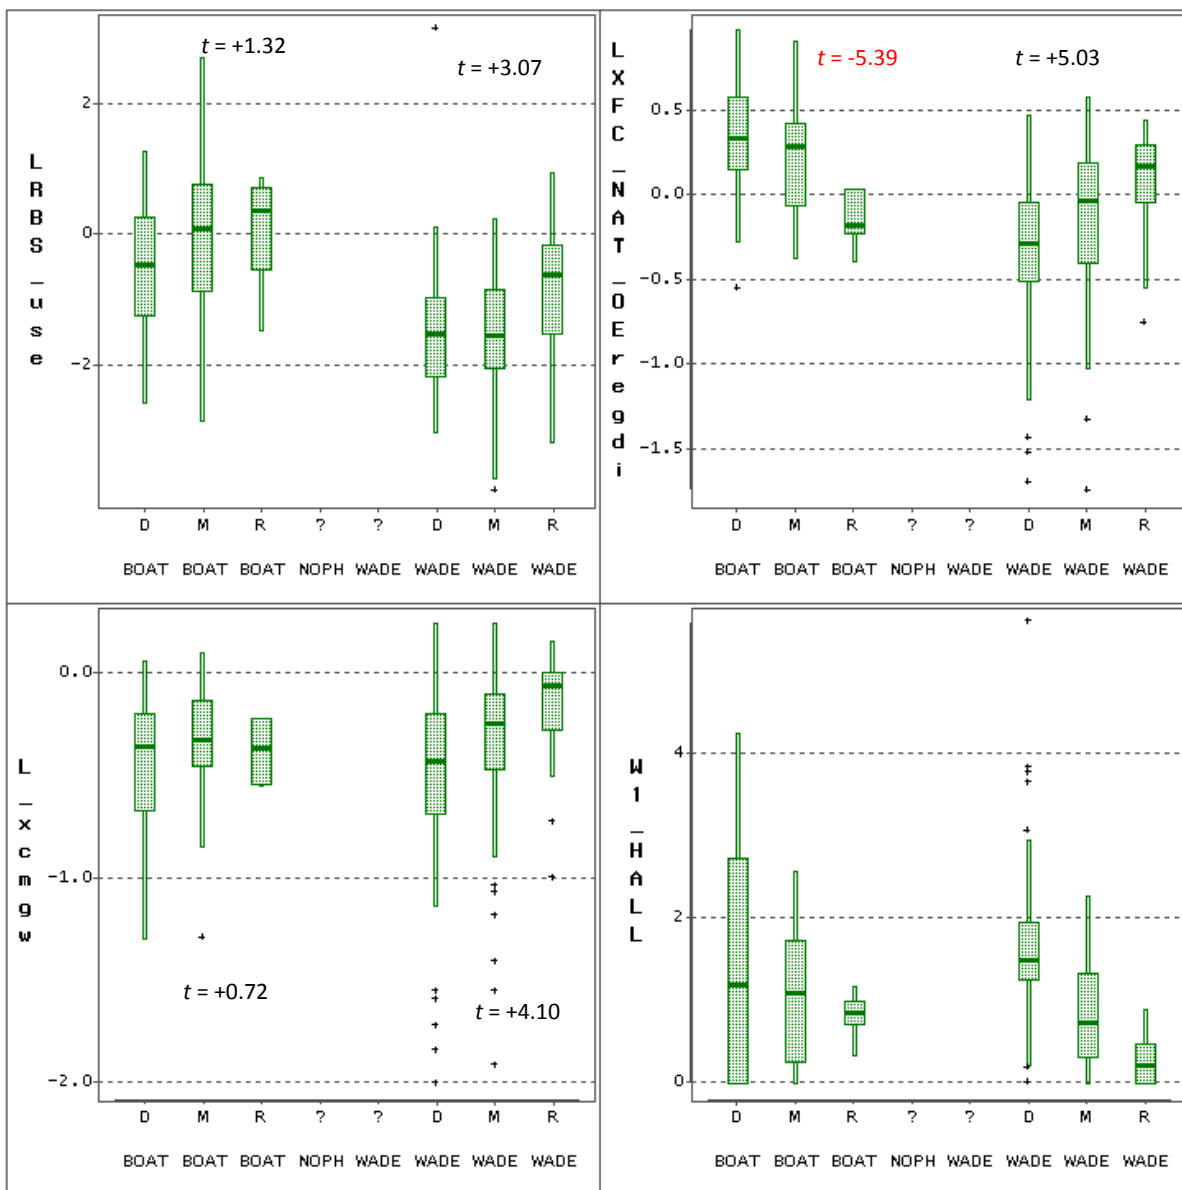 LRBS_use
t = +1.32
t = +3.07
2
0
-2
D M R ? ? D M R
BOAT BOAT BOAT NOPH WADE WADE WADE WADE
LXFC_NAT_OEregdi
t = -5.39
t = +5.03
0.5
0.0
-0.5
-1.0
-1.5
D M R ? ? D M R
BOAT BOAT BOAT NOPH WADE WADE WADE WADE
L_xcmgw
0.0
-1.0
-2.0
t = +0.72
t = +4.10
D M R ? ? D M R
BOAT BOAT BOAT NOPH WADE WADE WADE WADE
W1_HALL
4
2
0
D M R ? ? D M R
BOAT BOAT BOAT NOPH WADE WADE WADE WADE